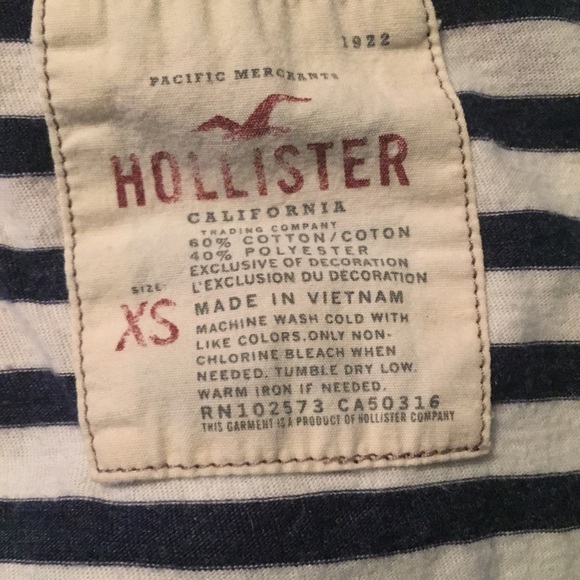 1922
PACIFIC MERCHANTS
HOLLISTER
CALIFORNIA
TRADING COMPANY
60% COTTON/COTON
40% POLYESTER
EXCLUSIVE OF DECORATION
L'EXCLUSION DU DECORATION
SIZE:
XS
MADE IN VIETNAM
MACHINE WASH COLD WITH
LIKE COLORS.ONLY NON-
CHLORINE BLEACH WHEN
NEEDED. TUMBLE DRY LOW.
WARM IRON IF NEEDED.
RN102573 CA50316
THIS GARMENT IS A PRODUCT OF HOLLISTER COMPANY